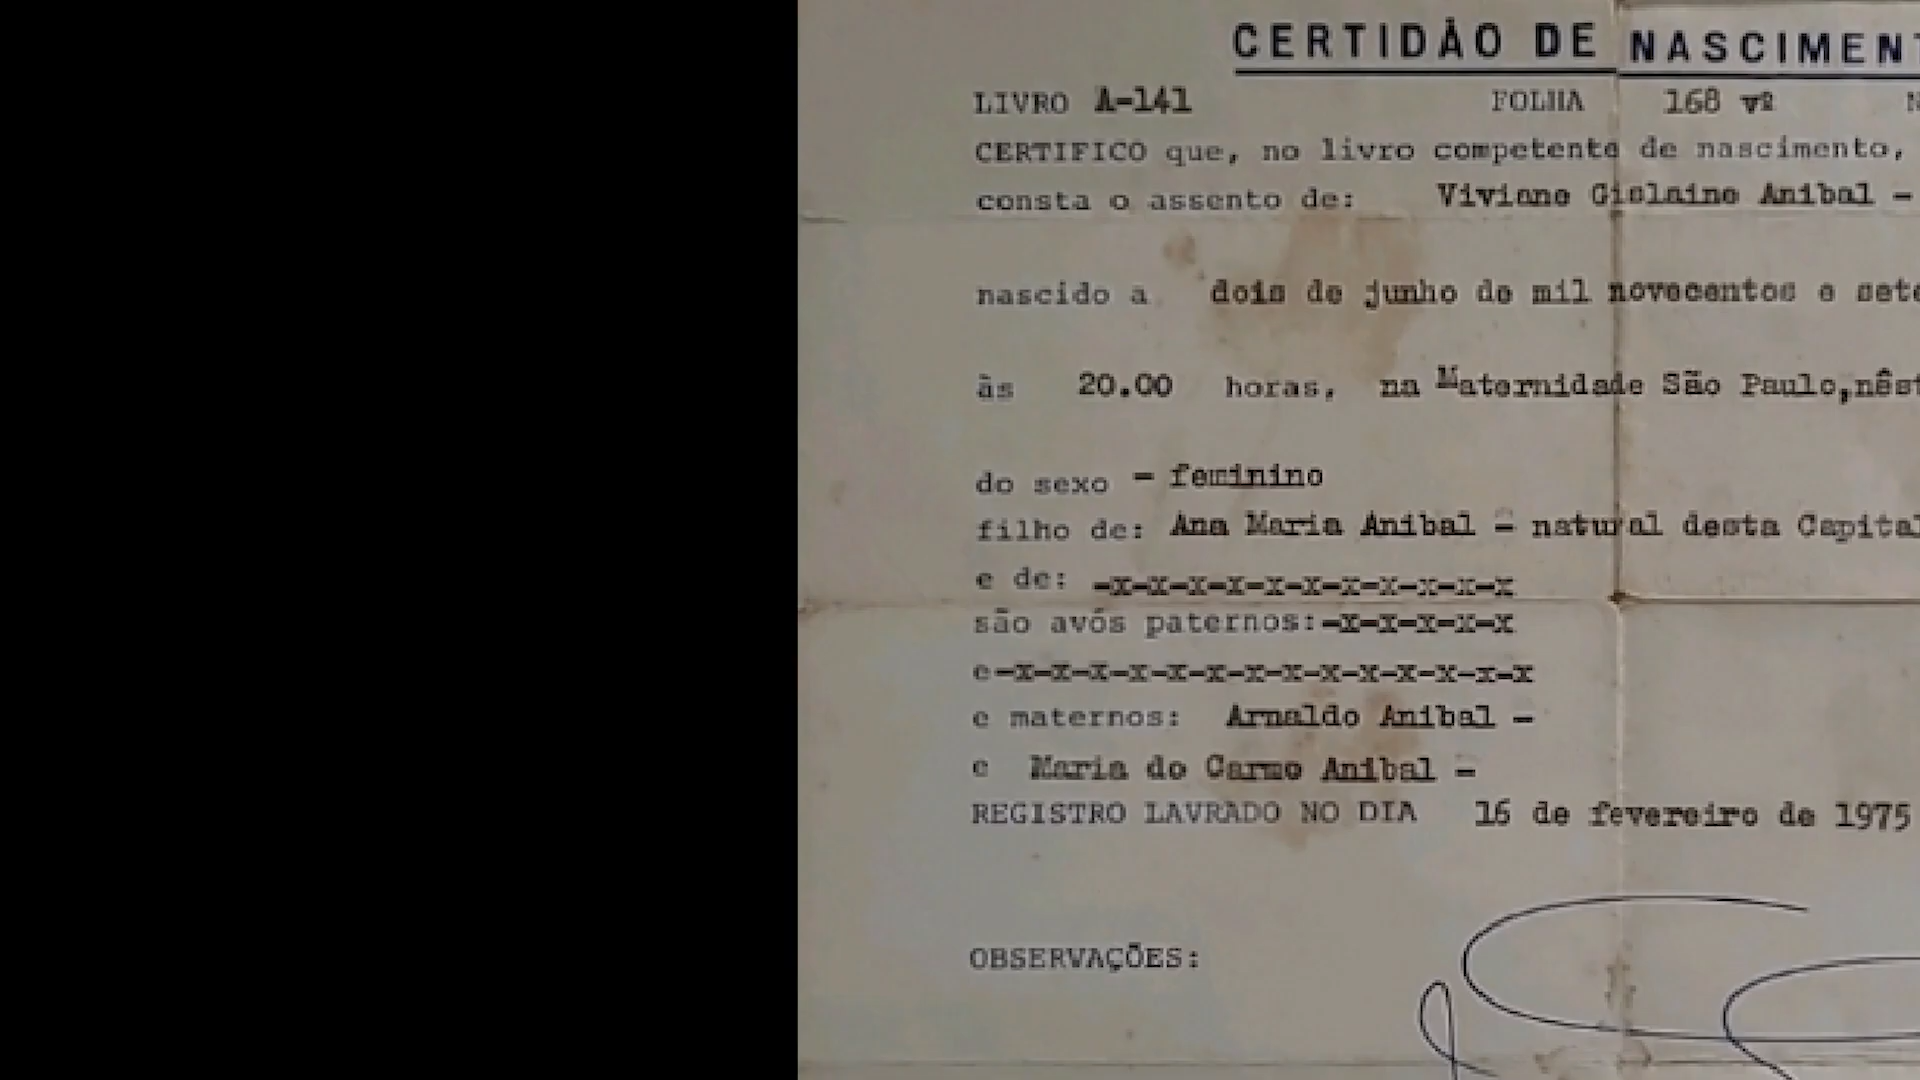 CERTIDÃO DE NASCIMENT
LIVRO A-141 FOLHA 168 vº
CERTIFICO que, no livro competente de nascimento,
consta o assento de: Viviane Gislaine Anibal -
nascido a dois de junho de mil novecentos e sete
às 20.00 horas, na Maternidade São Paulo,nêst
do sexo - feminino
filho de: Ana Maria Anibal - natural desta Capital
e de: -x-x-x-x-x-x-x-x-x-x-x
são avós paternos:-x-x-x-x-x
e-x-x-x-x-x-x-x-x-x-x-x-x-x-x
e maternos: Arnaldo Anibal -
e Maria do Carmo Anibal -
REGISTRO LAVRADO NO DIA 16 de fevereiro de 1975
OBSERVAÇÕES: